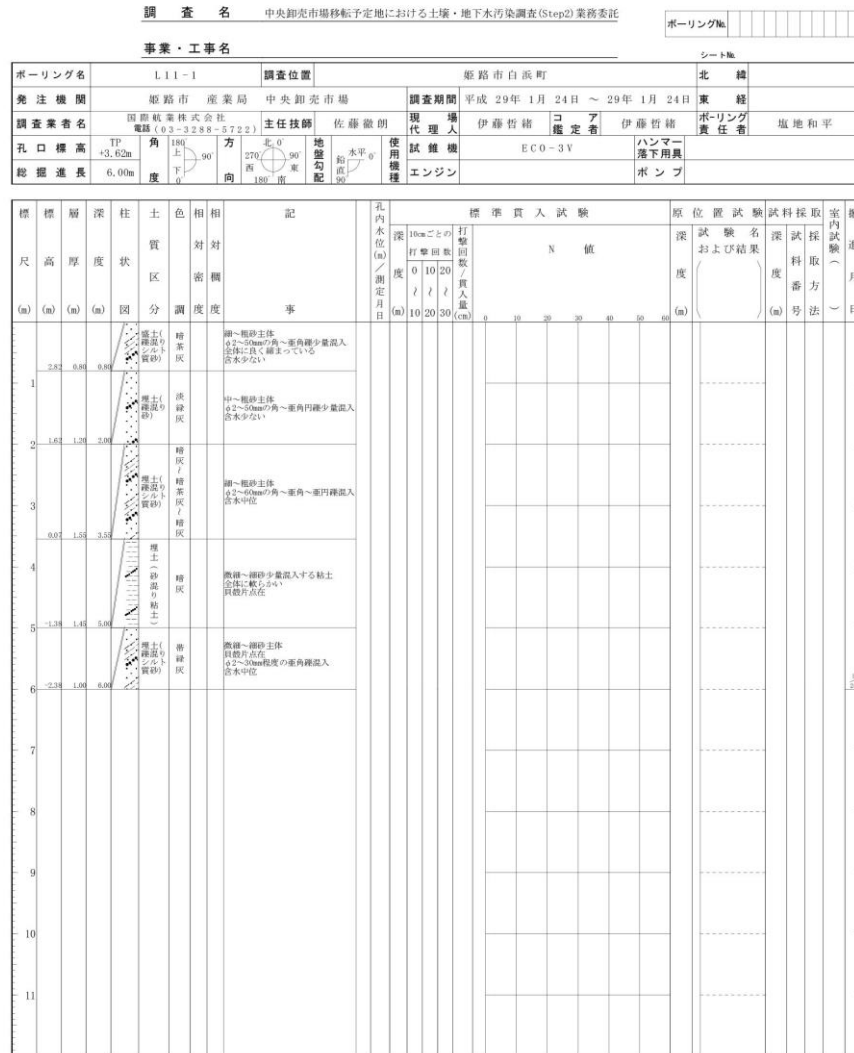 調査名 中央卸売市場移転予定地における土壌・地下水汚染調査(Step2)業務委託
ボーリング№
事業・工事名
シート№
ボーリング名 L11-1 調査位置 姫路市白浜町 北緯
発注機関 姫路市 産業局 中央卸売市場 調査期間 平成 29年 1月 24日 ～ 29年 1月 24日 東経
調査業者名 国際航業株式会社 電話(03-3288-5722) 主任技師 佐藤徹朗 現場代理人 伊藤哲緒 コア鑑定者 伊藤哲緒 ボーリング責任者 塩地和平
孔口標高 TP +3.62m 角度 180° 上 下 0° 90° 方向 北 0° 270° 西 90° 東 180° 南 地盤勾配 水平 0° 鉛直 90° 使用機種 試錐機 ECO-3V ハンマー落下用具
総掘進長 6.00m エンジン ポンプ
標尺(m) 標高(m) 層厚(m) 深度(m) 柱状図 土質区分 色調 相対密度 相対稠度 記事 孔内水位(m)/測定月日 標準貫入試験 原位置試験 試料採取 室内試験()
深度(m) 10cmごとの打撃回数 打撃回数/貫入量(cm) N値 深度(m) 試験名および結果() 深度(m) 試料番号 採取方法
0 10 20
～ ～ ～
10 20 30
0 10 20 30 40 50 60
盛土(礫混りシルト質砂) 暗茶灰 細～粗砂主体
φ2～50mmの角～亜角礫少量混入
全体に良く締まっている
含水少ない
2.82 0.80 0.80
1
埋土(礫混り砂) 淡緑灰 中～粗砂主体
φ2～50mmの角～亜角円礫少量混入
含水少ない
1.62 1.20 2.00
2
埋土(礫混りシルト質砂) 暗灰～暗茶灰～暗灰 細～粗砂主体
φ2～60mmの角～亜角～亜円礫混入
含水中位
3
0.07 1.55 3.55
埋土(砂混り粘土) 暗灰 微細～細砂少量混入する粘土
全体に軟らかい
貝殻片点在
4
-1.38 1.45 5.00
5
埋土(礫混りシルト質砂) 帯緑灰 微細～細砂主体
貝殻片点在
φ2～30mm程度の亜角礫混入
含水中位
-2.38 1.00 6.00
6
7
8
9
10
11